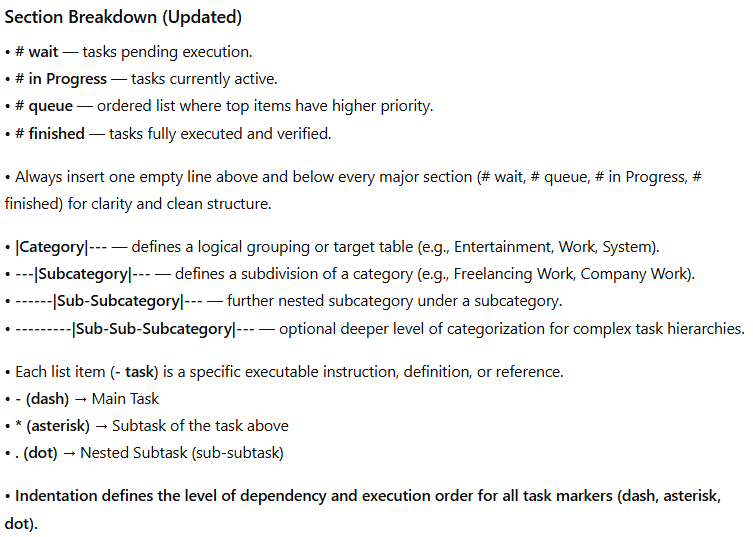 Section Breakdown (Updated)
• # wait — tasks pending execution.
• # in Progress — tasks currently active.
• # queue — ordered list where top items have higher priority.
• # finished — tasks fully executed and verified.
• Always insert one empty line above and below every major section (# wait, # queue, # in Progress, #
finished) for clarity and clean structure.
• |Category|--- — defines a logical grouping or target table (e.g., Entertainment, Work, System).
• ---|Subcategory|--- — defines a subdivision of a category (e.g., Freelancing Work, Company Work).
• ------|Sub-Subcategory|--- — further nested subcategory under a subcategory.
• ---------|Sub-Sub-Subcategory|--- — optional deeper level of categorization for complex task hierarchies.
• Each list item (- task) is a specific executable instruction, definition, or reference.
• - (dash) → Main Task
• * (asterisk) → Subtask of the task above
• . (dot) → Nested Subtask (sub-subtask)
• Indentation defines the level of dependency and execution order for all task markers (dash, asterisk,
dot).